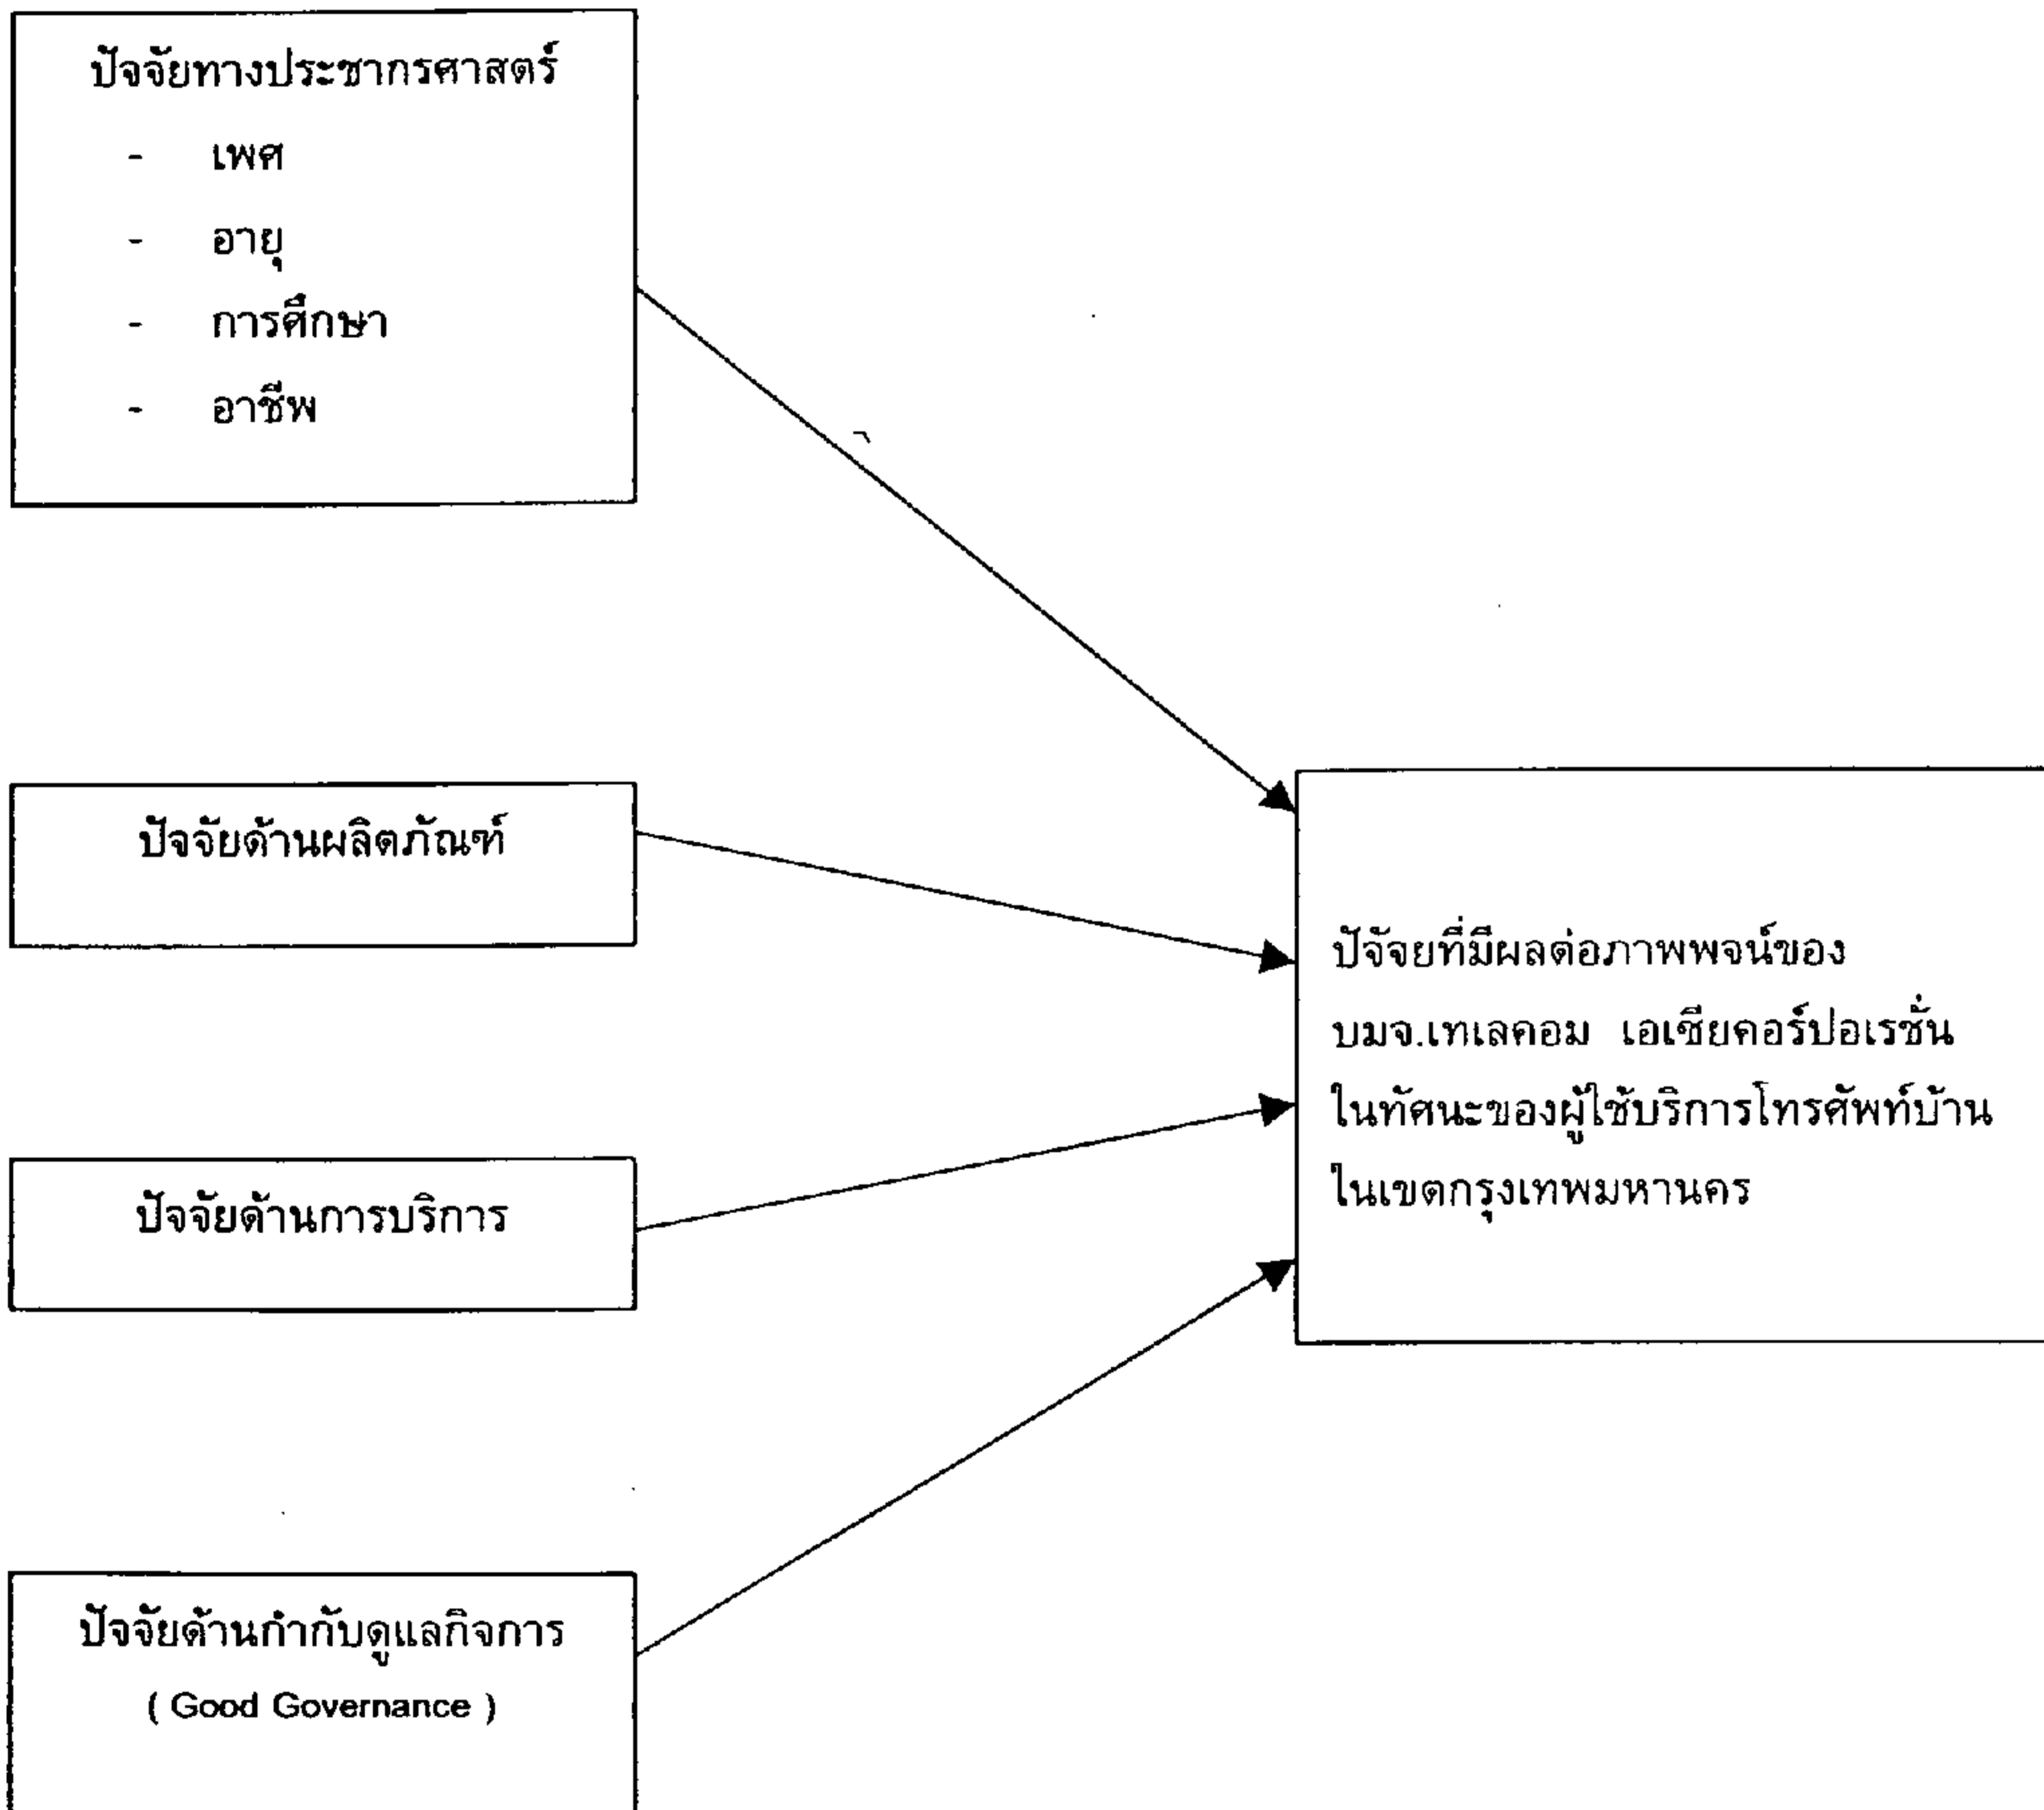 ปัจจัยทางประชากรศาสตร์
- เพศ
- อายุ
- การศึกษา
- อาชีพ
ปัจจัยด้านผลิตภัณฑ์
ปัจจัยด้านการบริการ
ปัจจัยด้านกำกับดูแลกิจการ
( Good Governance )
ปัจัจยที่มีผลต่อภาพพจน์ของ
บมจ.เทเลคอม เอเชียคอร์ปอเรชั่น
ในทัศนะของผู้ใช้บริการโทรศัพท์บ้าน
ในเขตกรุงเทพมหานคร